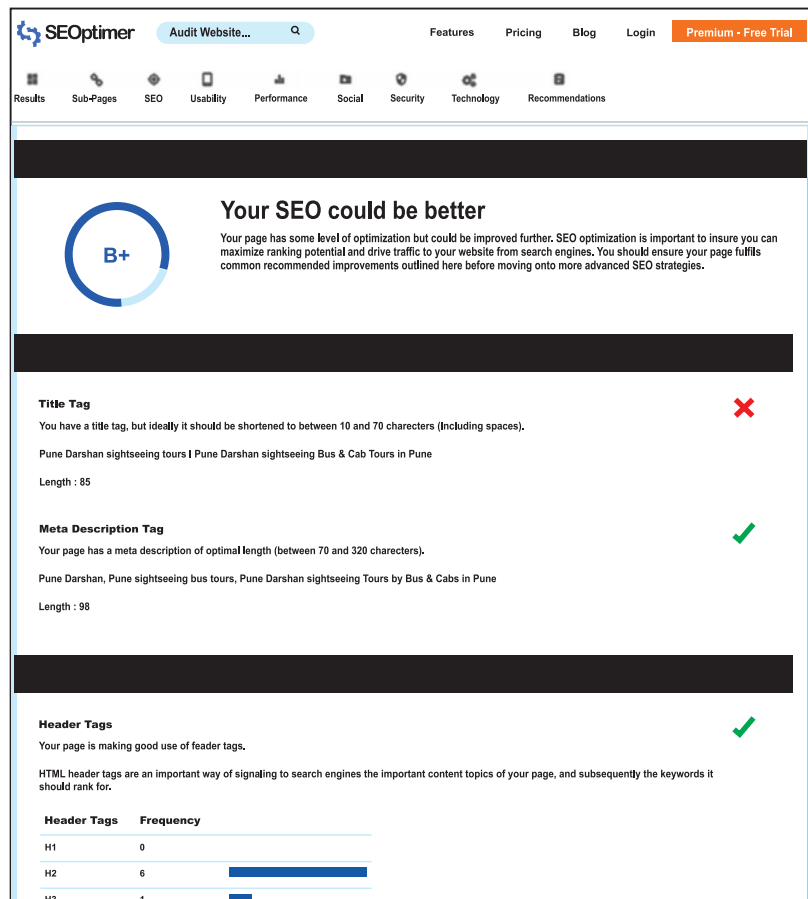 SEOptimer Audit Website... Features Pricing Blog Login Premium - Free Trial
Results Sub-Pages SEO Usability Performance Social Security Technology Recommendations
B+
Your SEO could be better
Your page has some level of optimization but could be improved further. SEO optimization is important to insure you can
maximize ranking potential and drive traffic to your website from search engines. You should ensure your page fulfils
common recommended improvements outlined here before moving onto more advanced SEO strategies.
Title Tag
You have a title tag, but ideally it should be shortened to between 10 and 70 charecters (Including spaces).
Pune Darshan sightseeing tours I Pune Darshan sightseeing Bus & Cab Tours in Pune
Length : 85
Meta Description Tag
Your page has a meta description of optimal length (between 70 and 320 charecters).
Pune Darshan, Pune sightseeing bus tours, Pune Darshan sightseeing Tours by Bus & Cabs in Pune
Length : 98
Header Tags
Your page is making good use of feader tags.
HTML header tags are an important way of signaling to search engines the important content topics of your page, and subsequently the keywords it
should rank for.
Header Tags Frequency
H1 0
H2 6
H3 1